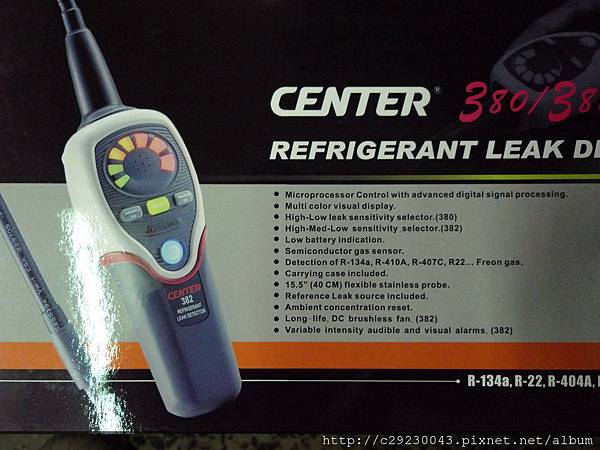 CENTER® 380/38
REFRIGERANT LEAK DE
Microprocessor Control with advanced digital signal processing.
Multi color visual display.
High-Low leak sensitivity selector.(380)
High-Med-Low sensitivity selector.(382)
Low battery indication.
Semiconductor gas sensor.
Detection of R-134a, R-410A, R-407C, R22... Freon gas.
Carrying case included.
15.5" (40 CM) flexible stainless probe.
Reference Leak source included.
Ambient concentration reset.
Long-life, DC brushless fan. (382)
Variable intensity audible and visual alarms. (382)
CENTER
382
REFRIGERANT
LEAK DETECTOR
R-134a, R-22, R-404A,
http://c29230043.pixnet.net/album